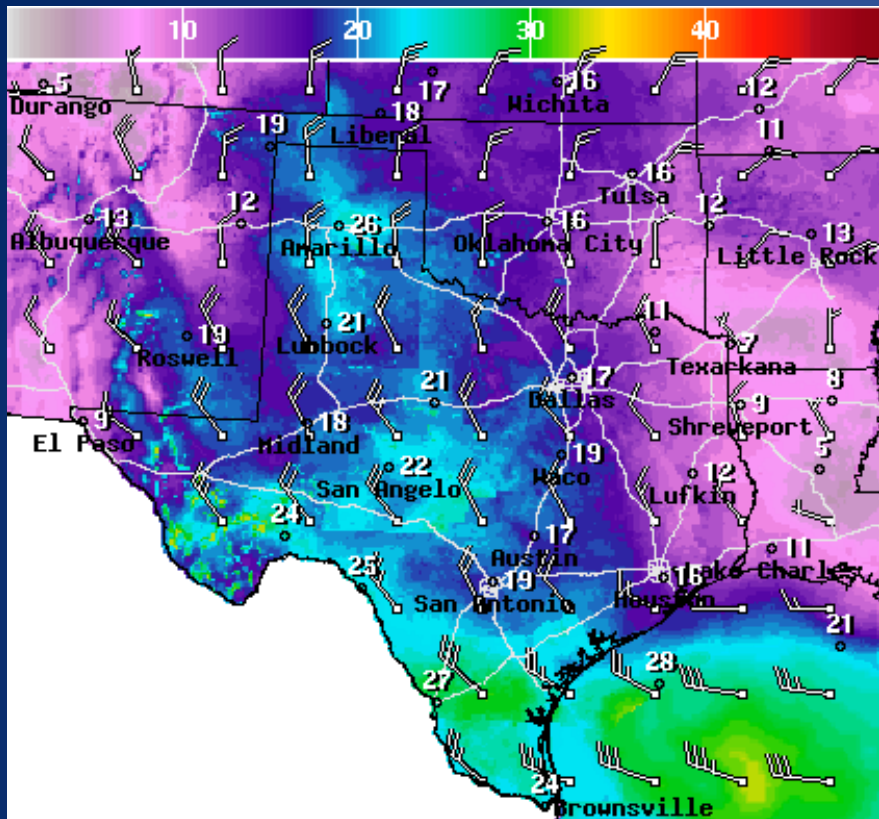 10 20 30 40
5 17 16 12
Durango Wichita
18
Liberal
19 11
16
Tulsa
13 12 26 16 12 13
Albuquerque Amarillo Oklahoma City Little Rock
19 21 11 7
Roswell Lubbock Texarkana
21 17 8
Dallas
9 18 9
El Paso Midland Shreveport
22 19 12 5
San Angelo Waco Lufkin
24 17 11
Austin Lake Charles
25 19 16
San Antonio Houston
21
27 28
24
Brownsville